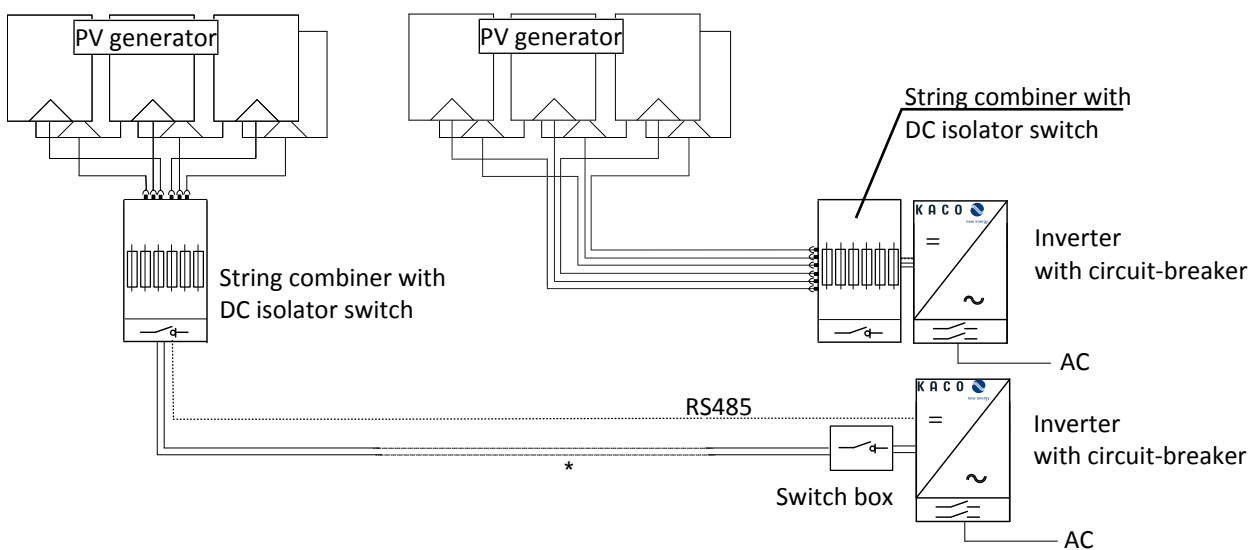 PV generator
PV generator
String combiner with
DC isolator switch
KACO
new energy.
Inverter
with circuit-breaker
String combiner with
DC isolator switch
AC
RS485
KACO
new energy.
Inverter
with circuit-breaker
*
Switch box
AC